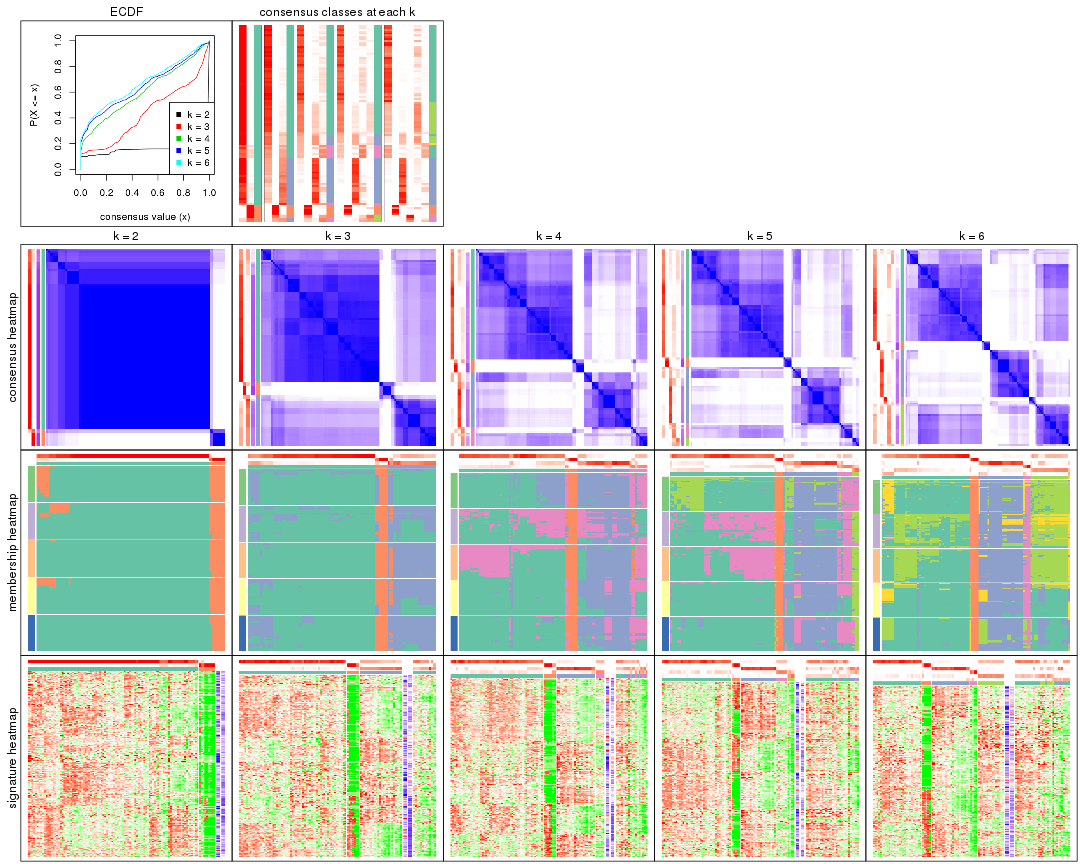 ECDF
consensus classes at each k
P(X <= x)
0.0 0.2 0.4 0.6 0.8 1.0
k = 2
k = 3
k = 4
k = 5
k = 6
0.0 0.2 0.4 0.6 0.8 1.0
consensus value (x)
k = 2
k = 3
k = 4
k = 5
k = 6
consensus heatmap
membership heatmap
signature heatmap